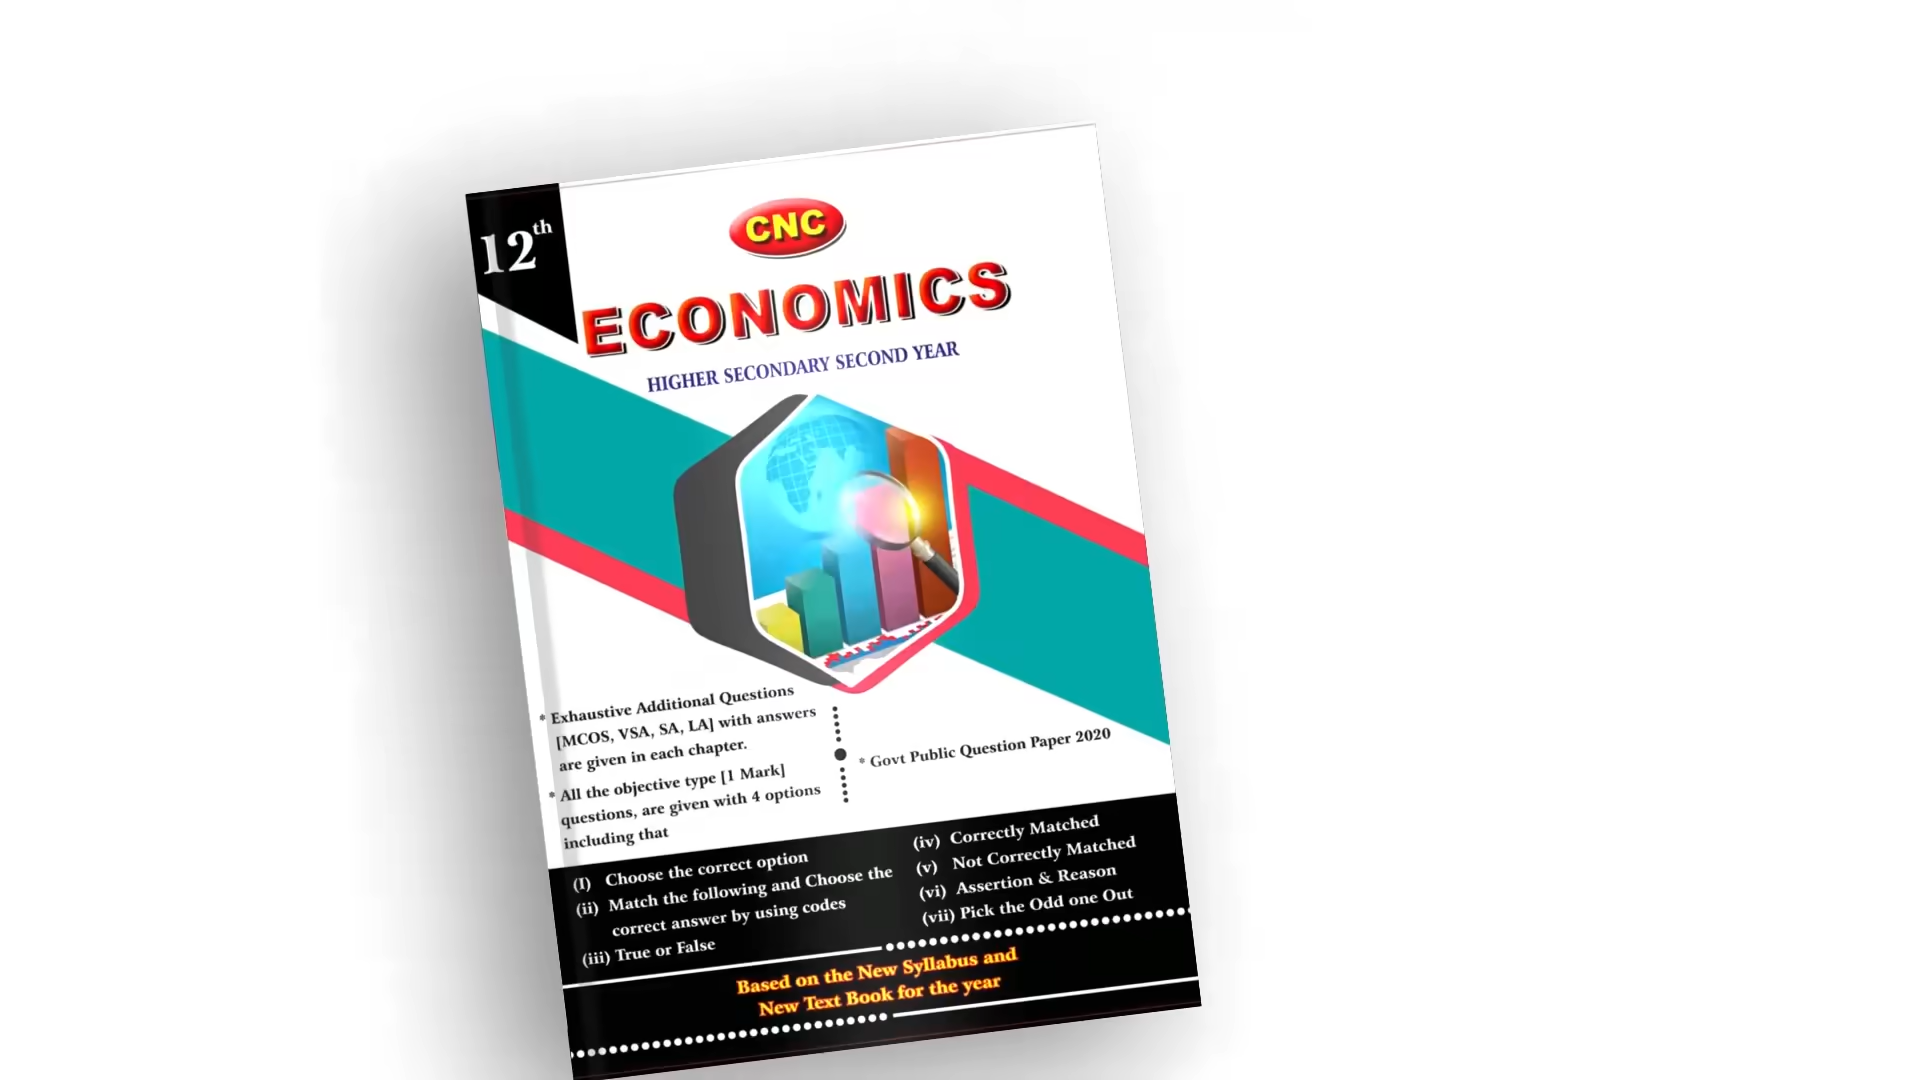 12th
CNC
ECONOMICS
HIGHER SECONDARY SECOND YEAR
* Exhaustive Additional Questions
[MCOS, VSA, SA, LA] with answers
are given in each chapter.
* All the objective type [1 Mark]
questions, are given with 4 options
including that
* Govt Public Question Paper 2020
(I) Choose the correct option
(ii) Match the following and Choose the
correct answer by using codes
(iii) True or False
(iv) Correctly Matched
(v) Not Correctly Matched
(vi) Assertion & Reason
(vii) Pick the Odd one Out
Based on the New Syllabus and
New Text Book for the year